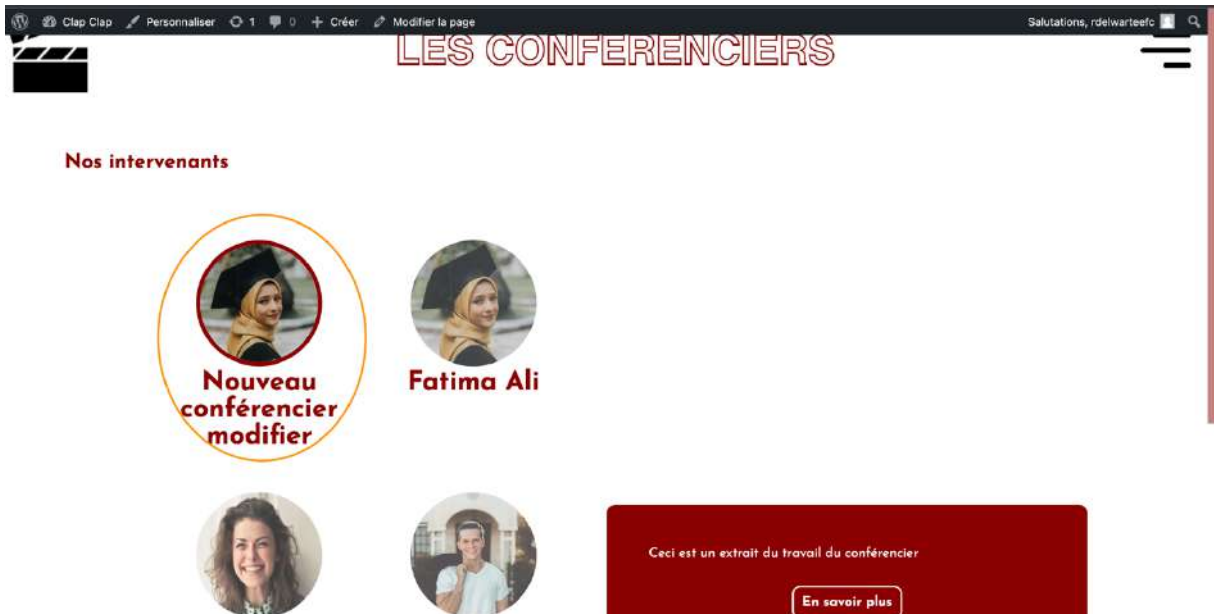 Clap Clap Personnaliser 1 0 + Créer Modifier la page Salutations, rdelwarteefc
LES CONFERENCIERS
Nos intervenants
Nouveau
conférencier
modifier
Fatima Ali
Ceci est un extrait du travail du conférencier
En savoir plus